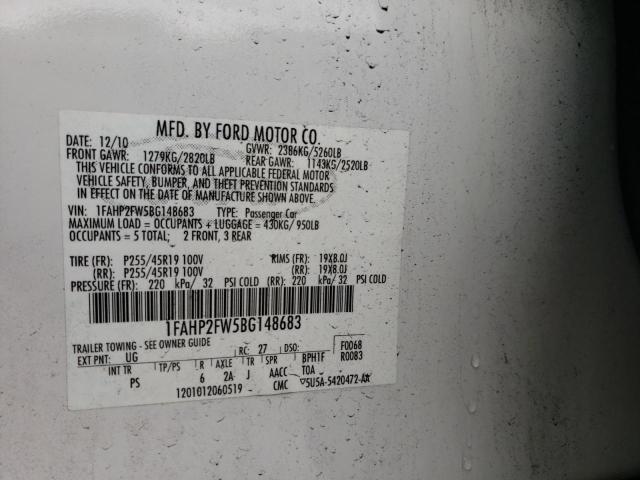 MFD. BY FORD MOTOR CO.
DATE: 12/10 GVWR: 2386KG/5260LB
FRONT GAWR: 1279KG/2820LB REAR GAWR: 1143KG/2520LB
THIS VEHICLE CONFORMS TO ALL APPLICABLE FEDERAL MOTOR
VEHICLE SAFETY, BUMPER, AND THEFT PREVENTION STANDARDS
IN EFFECT ON THE DATE OF MANUFACTURE SHOWN ABOVE.
VIN: 1FAHP2FW5BG148683 TYPE: Passenger Car
MAXIMUM LOAD = OCCUPANTS + LUGGAGE = 430KG/950LB
OCCUPANTS = 5 TOTAL; 2 FRONT, 3 REAR
TIRE (FR): P255/45R19 100V RIMS (FR): 19X8.0J
(RR): P255/45R19 100V (RR): 19X8.0J
PRESSURE (FR): 220 kPa/ 32 PSI COLD (RR): 220 kPa/ 32 PSI COLD
1FAHP2FW5BG148683
TRAILER TOWING - SEE OWNER GUIDE
EXT PNT: UG RC: 27 DSO: F0068
R0083
INT TR TP/PS R AXLE TR SPR BPH1F
PS 6 2A J AACC TOA
1201012060519 CMC ▽5U5A-5420472-AA